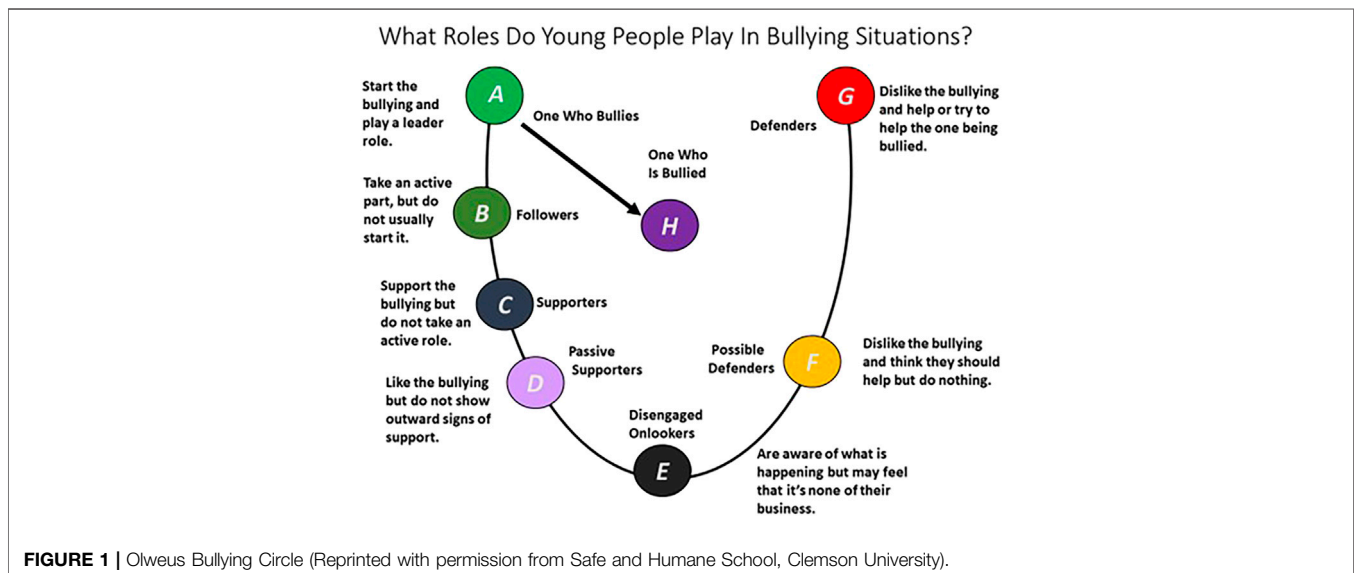 What Roles Do Young People Play In Bullying Situations?
Start the
bullying and
play a leader
role.
A
One Who Bullies
One Who
Is Bullied
H
Defenders
G
Dislike the bullying
and help or try to
help the one being
bullied.
Take an active
part, but do
not usually
start it.
B
Followers
Support the
bullying but
do not take an
active role.
C
Supporters
Like the bullying
but do not show
outward signs of
support.
D
Passive
Supporters
Disengaged
Onlookers
E
Are aware of what is
happening but may feel
that it's none of their
business.
Possible
Defenders
F
Dislike the bullying
and think they should
help but do nothing.
FIGURE 1 | Olweus Bullying Circle (Reprinted with permission from Safe and Humane School, Clemson University).